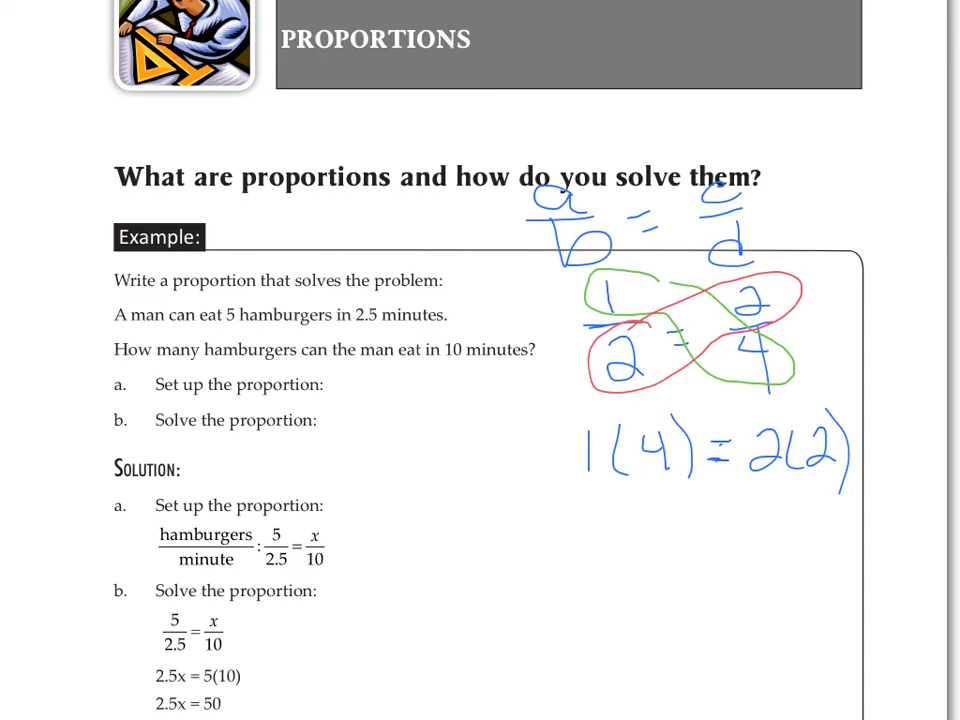 PROPORTIONS
What are proportions and how do you solve them?
a/b = c/d
Example:
Write a proportion that solves the problem:
A man can eat 5 hamburgers in 2.5 minutes.
How many hamburgers can the man eat in 10 minutes?
1/2 = 2/4
a. Set up the proportion:
b. Solve the proportion:
1(4) = 2(2)
SOLUTION:
a. Set up the proportion:
hamburgers/minute : 5/2.5 = x/10
b. Solve the proportion:
5/2.5 = x/10
2.5x = 5(10)
2.5x = 50